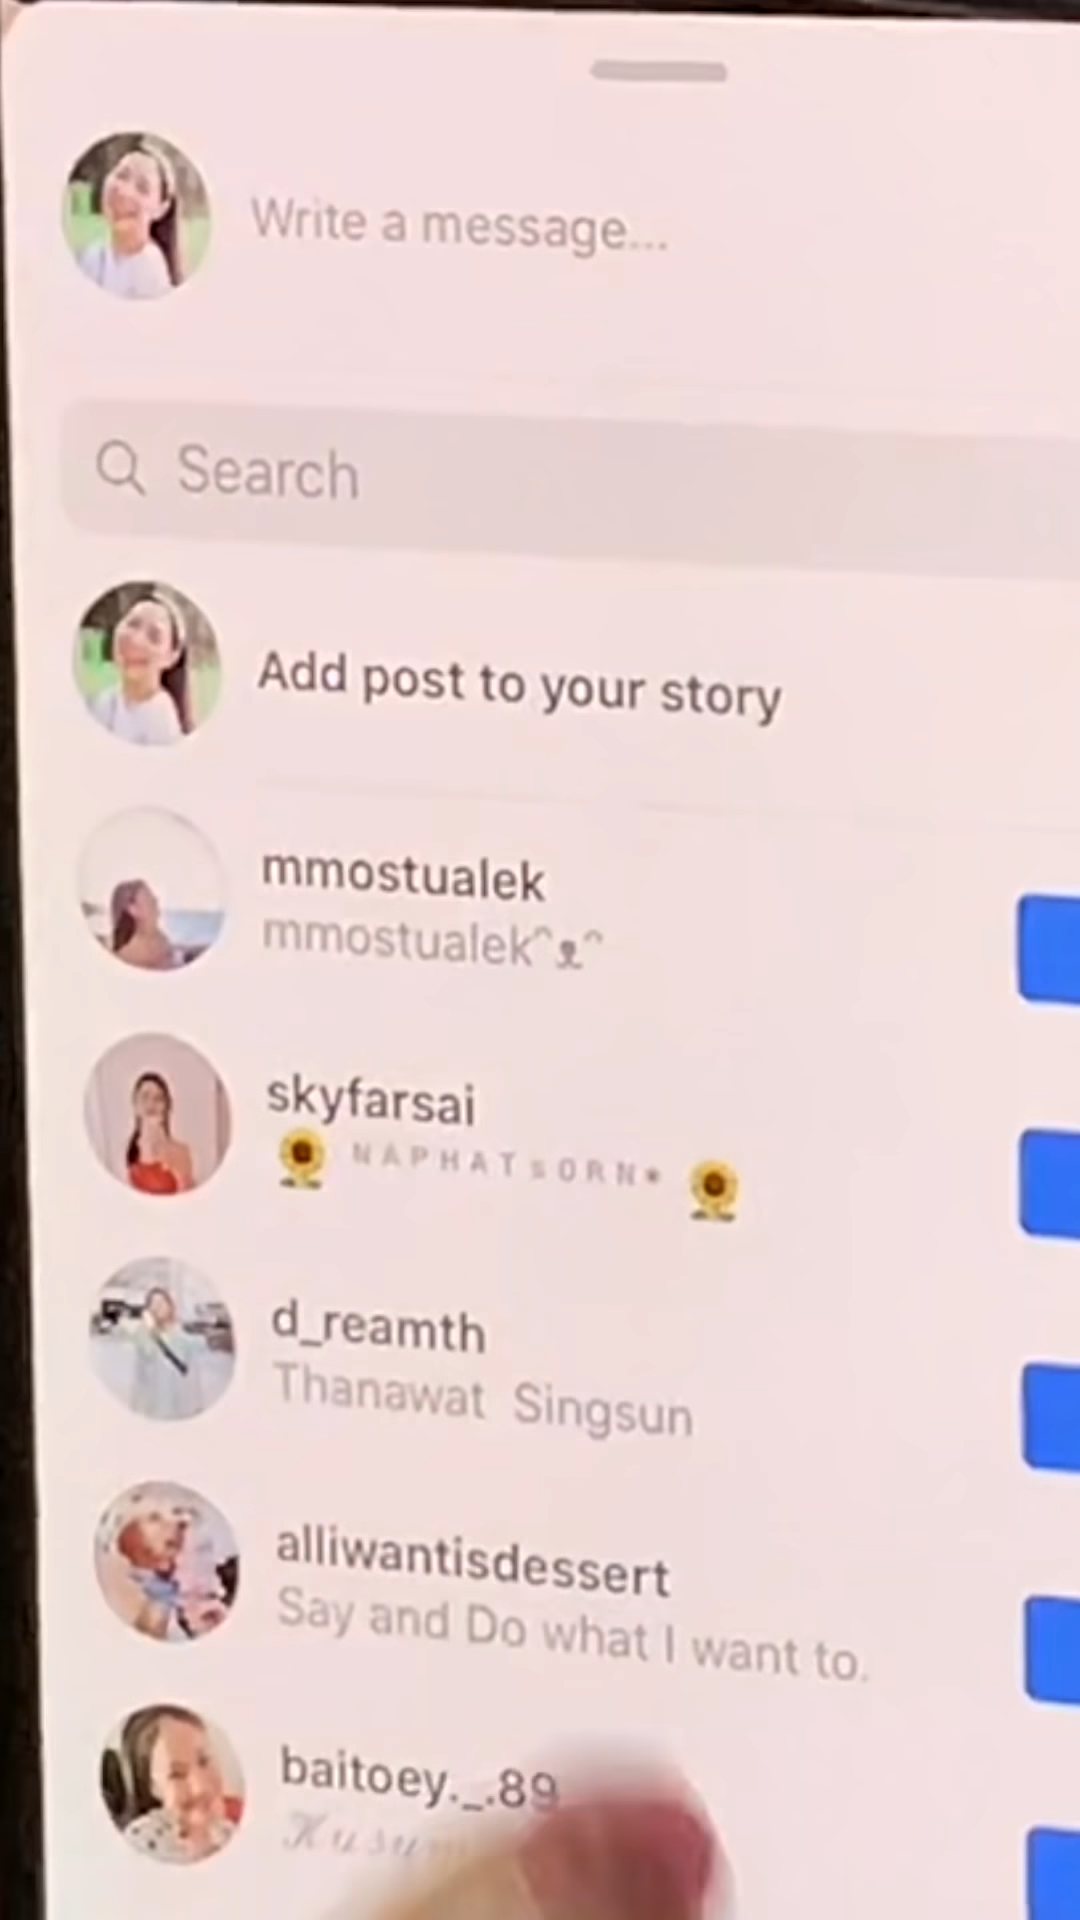 Write a message...
Search
Add post to your story
mmostualek
mmostualek^ᴥ^
skyfarsai
🌻 NAPHATsORN* 🌻
d_reamth
Thanawat Singsun
alliwantisdessert
Say and Do what I want to.
baitoey._.89